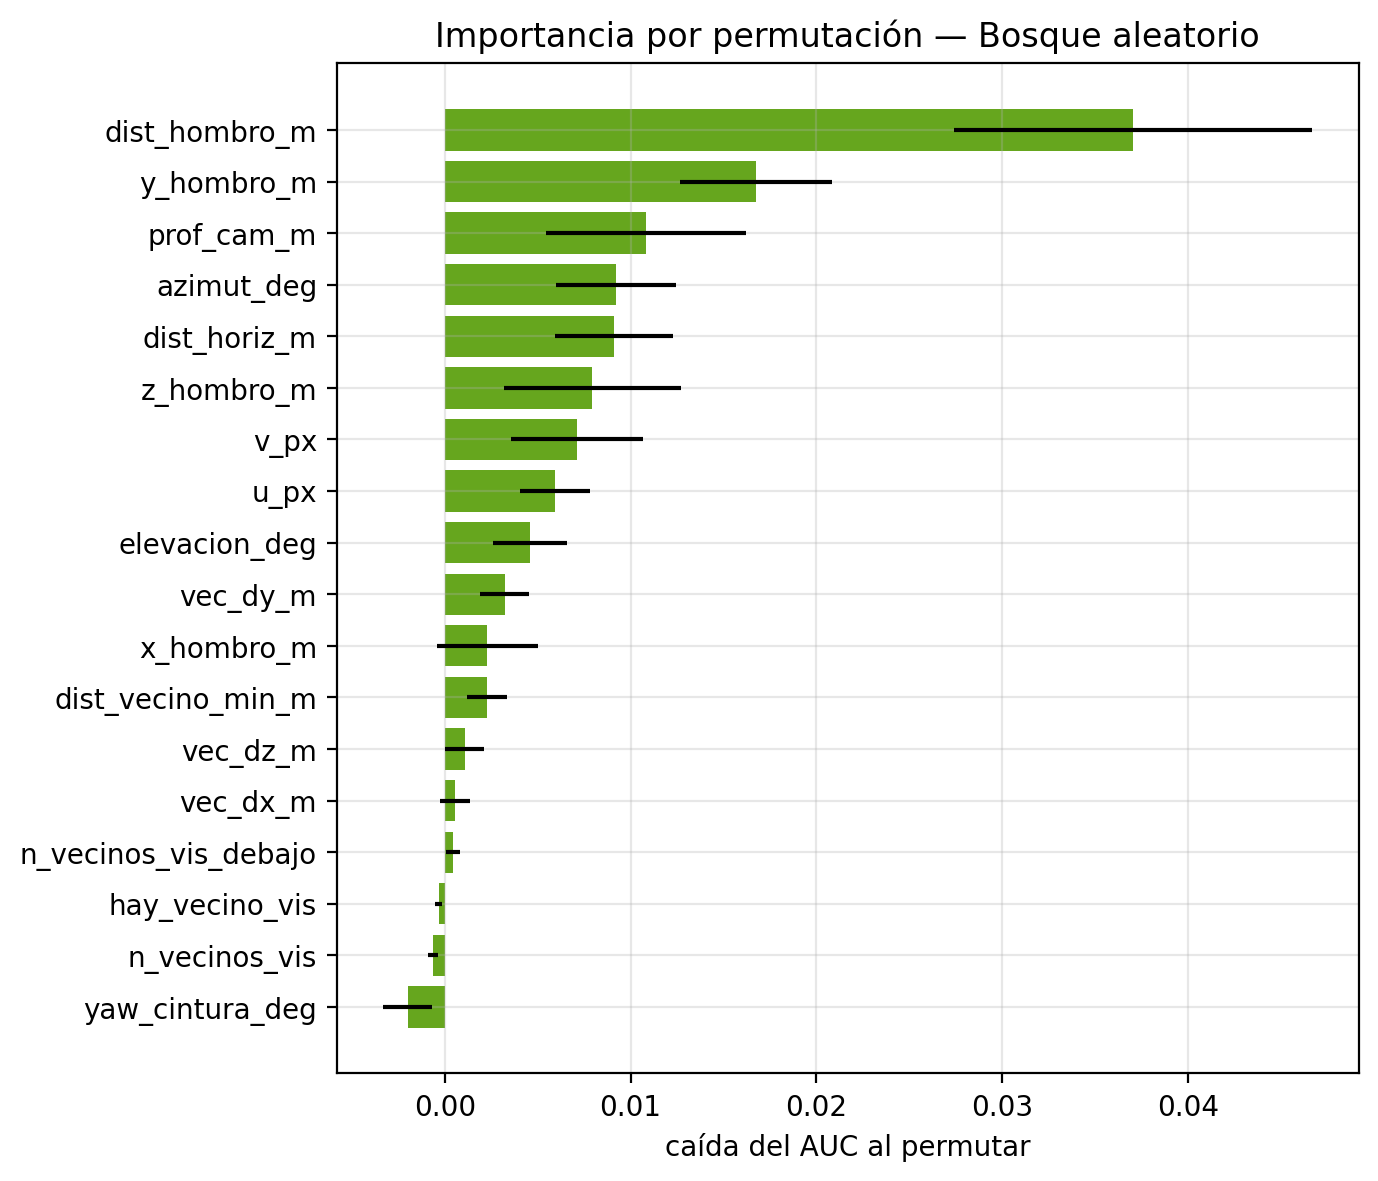 Importancia por permutación — Bosque aleatorio
dist_hombro_m
y_hombro_m
prof_cam_m
azimut_deg
dist_horiz_m
z_hombro_m
v_px
u_px
elevacion_deg
vec_dy_m
x_hombro_m
dist_vecino_min_m
vec_dz_m
vec_dx_m
n_vecinos_vis_debajo
hay_vecino_vis
n_vecinos_vis
yaw_cintura_deg
0.00 0.01 0.02 0.03 0.04
caída del AUC al permutar